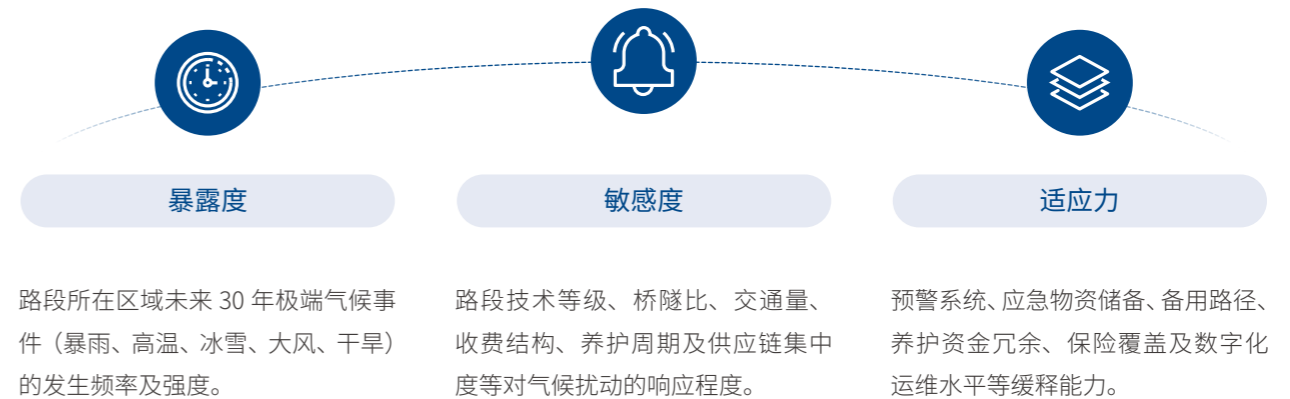 暴露度
路段所在区域未来 30 年极端气候事
件（暴雨、高温、冰雪、大风、干旱）
的发生频率及强度。
敏感度
路段技术等级、桥隧比、交通量、
收费结构、养护周期及供应链集中
度等对气候扰动的响应程度。
适应力
预警系统、应急物资储备、备用路径、
养护资金冗余、保险覆盖及数字化
运维水平等缓释能力。